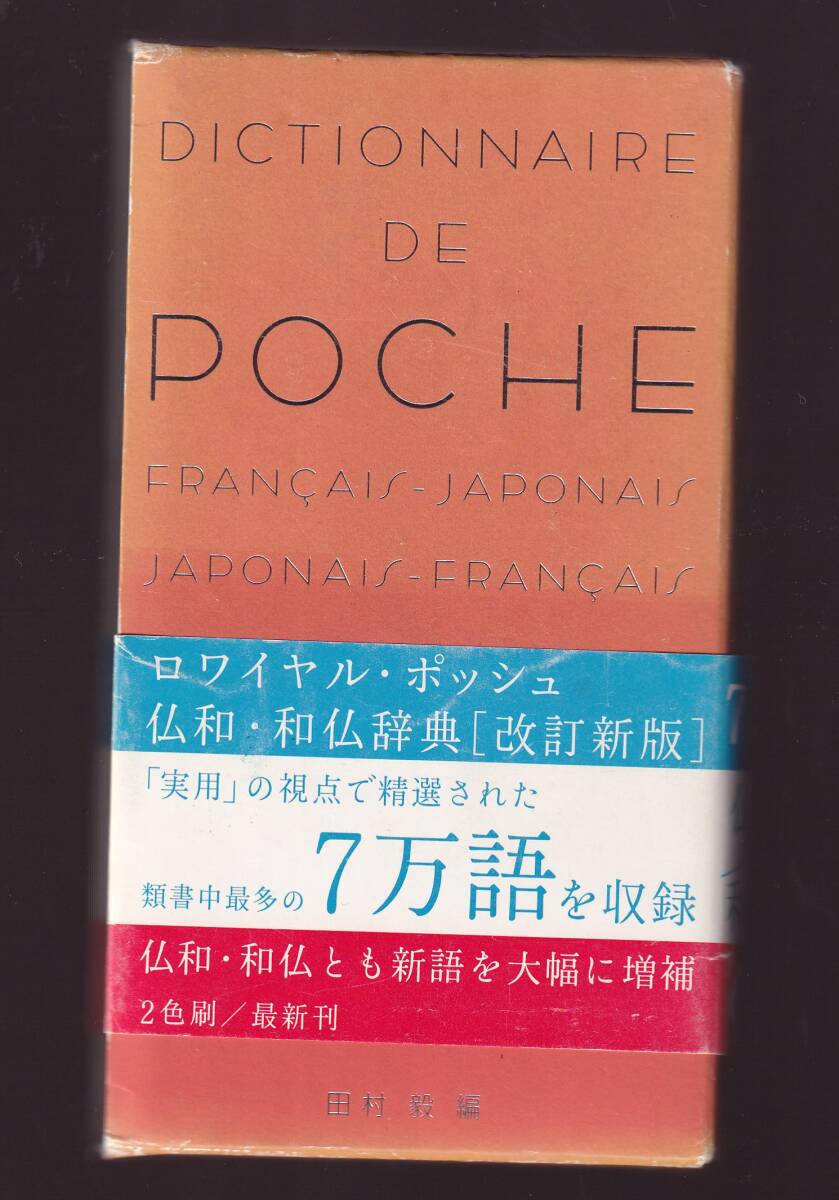 DICTIONNAIRE
DE
POCHE
FRANÇAIS-JAPONAIS
JAPONAIS-FRANÇAIS
ロワイヤル・ポッシュ
仏和・和仏辞典[改訂新版]
「実用」の視点で精選された
類書中最多の7万語を収録
仏和・和仏とも新語を大幅に増補
2色刷／最新刊
田村 毅 編
7